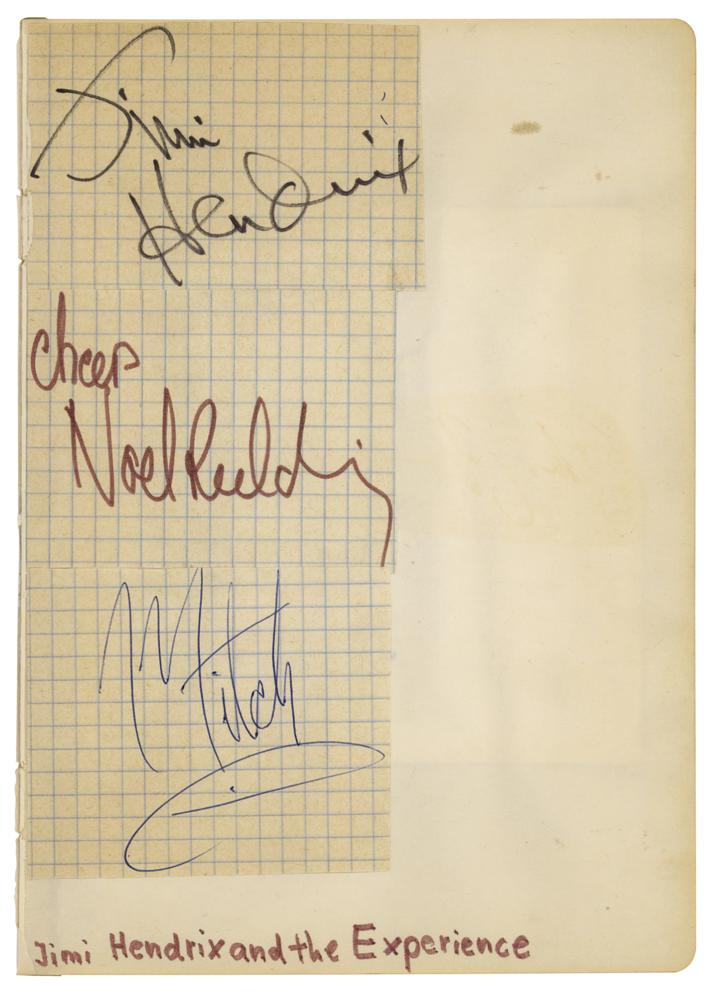 Jimi
Hendrix
cheers
Noel Redding
Mitch
Jimi Hendrix and the Experience